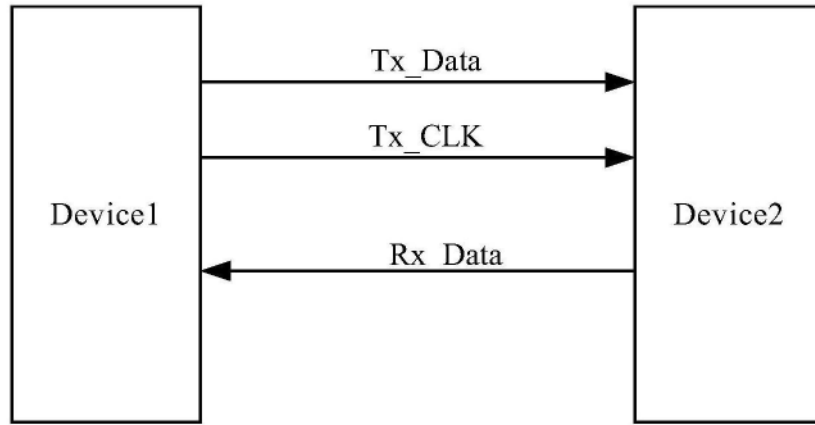 Tx_Data
Tx_CLK
Device1
Device2
Rx_Data